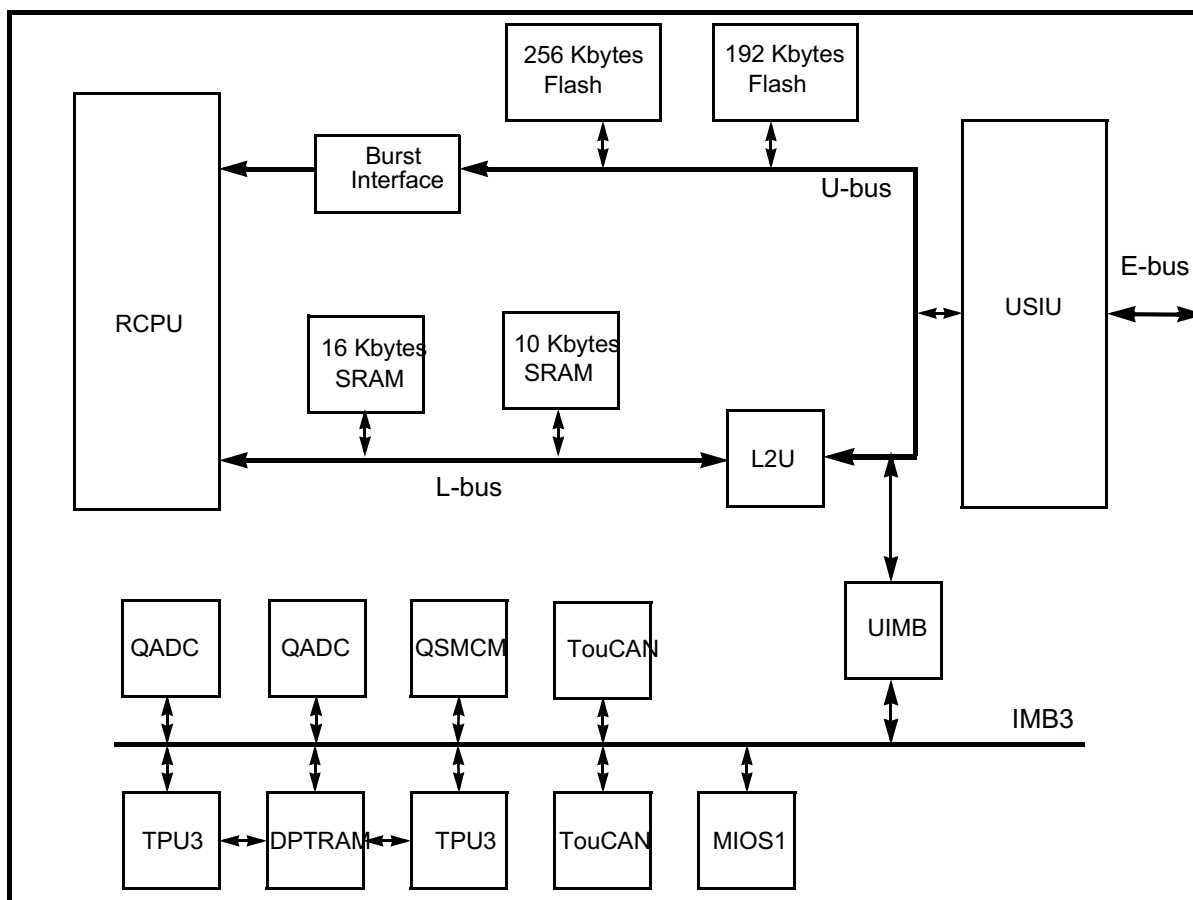 256 Kbytes
Flash
192 Kbytes
Flash
Burst
Interface
U-bus
E-bus
RCPU
USIU
16 Kbytes
SRAM
10 Kbytes
SRAM
L2U
L-bus
QADC
QADC
QSMCM
TouCAN
UIMB
IMB3
TPU3
DPTRAM
TPU3
TouCAN
MIOS1